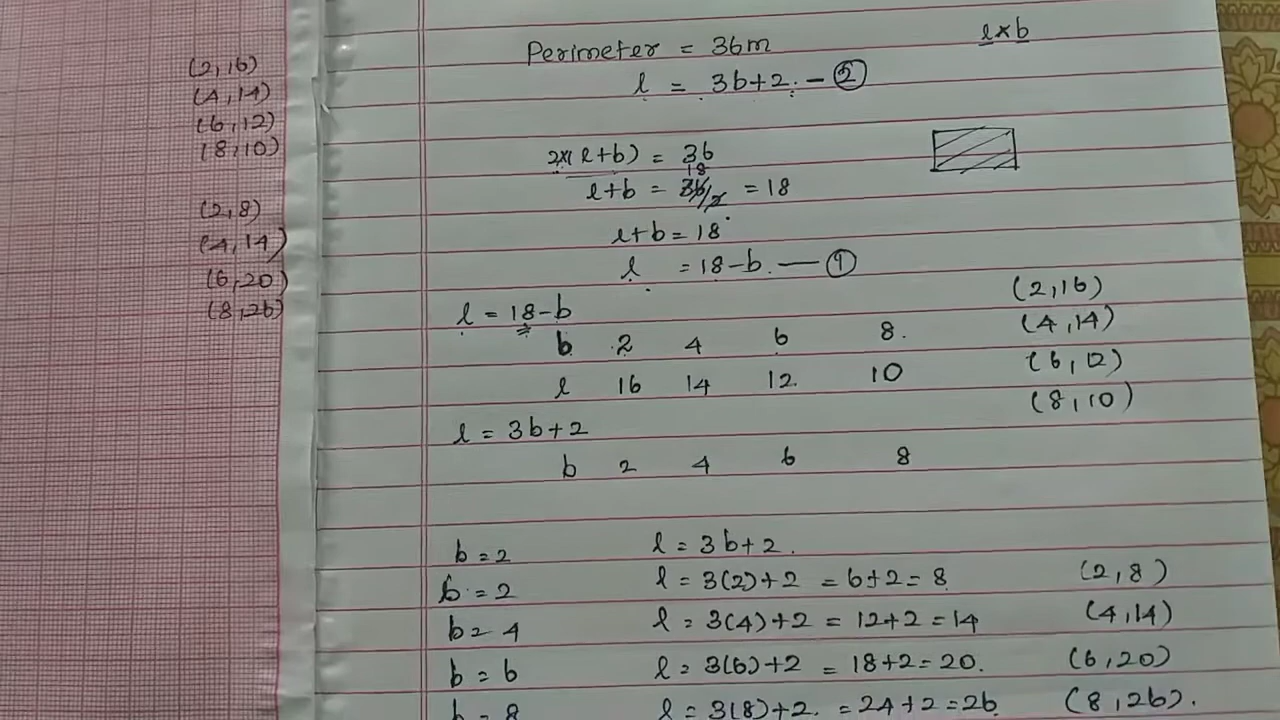 (2,16)
(4,14)
(6,12)
(8,10)
(2,8)
(4,14)
(6,20)
(8,26)
Perimeter = 36m
l×b
l = 3b+2. — ②
2×(l+b) = 36
18
l+b = 36/2 = 18
l+b = 18
l = 18-b. — ①
l = 18-b
b 2 4 6 8.
l 16 14 12. 10
(2,16)
(4,14)
(6,12)
(8,10)
l = 3b+2
b 2 4 6 8
b = 2 l = 3b+2.
b = 2 l = 3(2)+2 = 6+2 = 8 (2,8)
b = 4 l = 3(4)+2 = 12+2 = 14 (4,14)
b = 6 l = 3(6)+2 = 18+2 = 20. (6,20)
b = 8 l = 3(8)+2. = 24+2 = 26 (8,26).